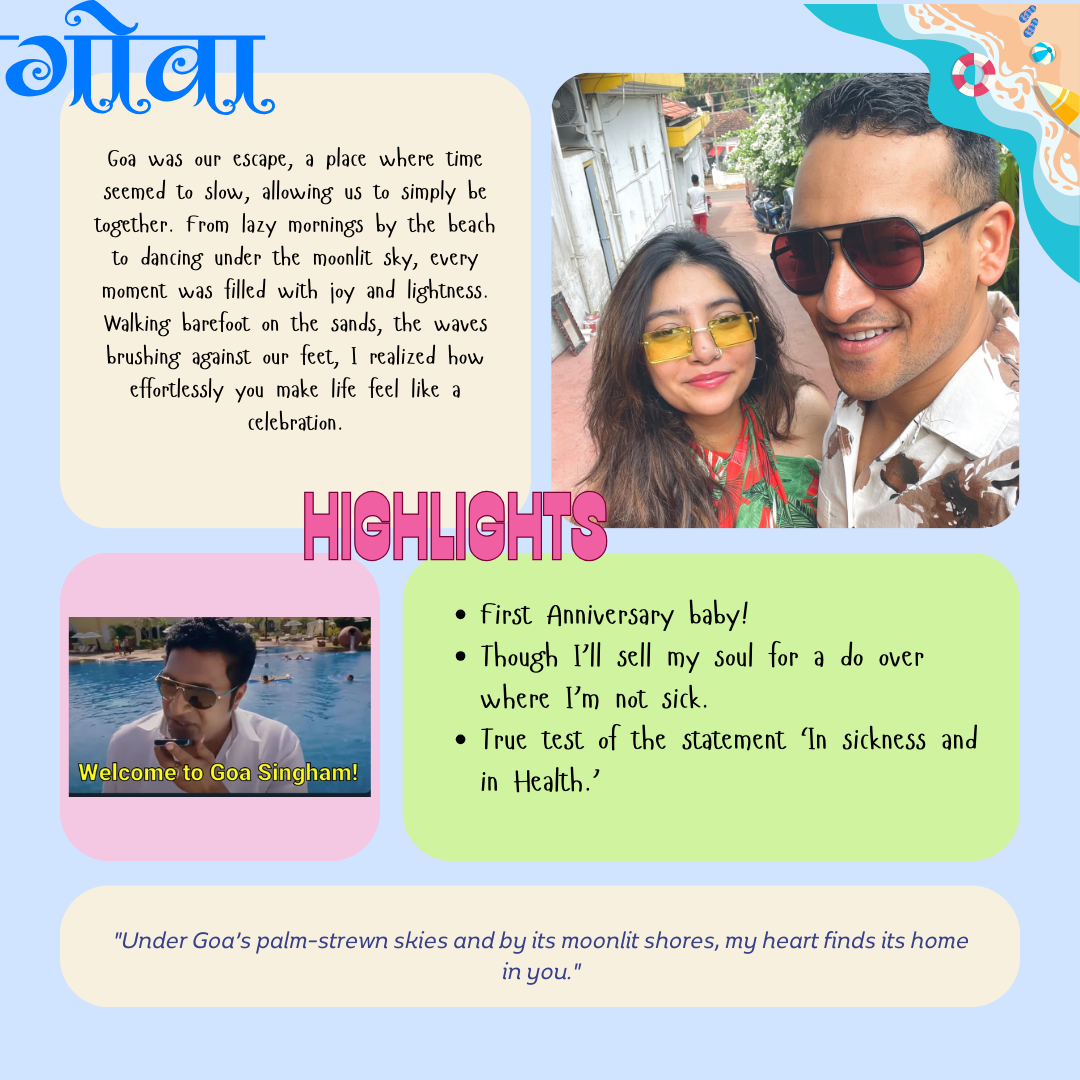 गोवा
Goa was our escape, a place where time
seemed to slow, allowing us to simply be
together. From lazy mornings by the beach
to dancing under the moonlit sky, every
moment was filled with joy and lightness.
Walking barefoot on the sands, the waves
brushing against our feet, I realized how
effortlessly you make life feel like a
celebration.
HIGHLIGHTS
Welcome to Goa Singham!
• First Anniversary baby!
• Though I'll sell my soul for a do over
where I'm not sick.
• True test of the statement ‘In sickness and
in Health.’
"Under Goa's palm-strewn skies and by its moonlit shores, my heart finds its home
in you."